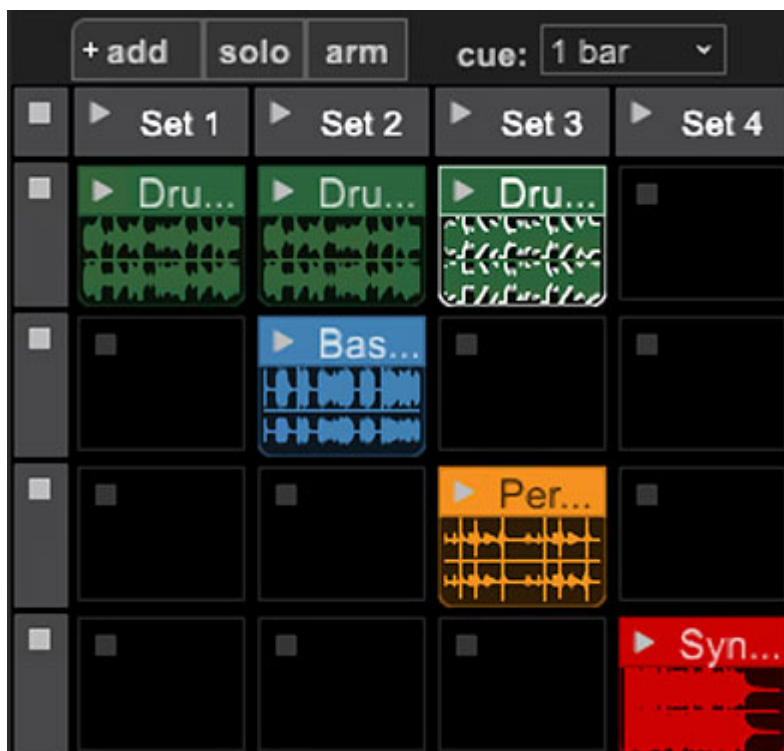 + add solo arm cue: 1 bar
Set 1 Set 2 Set 3 Set 4
Dru... Dru... Dru...
Bas...
Per...
Syn...